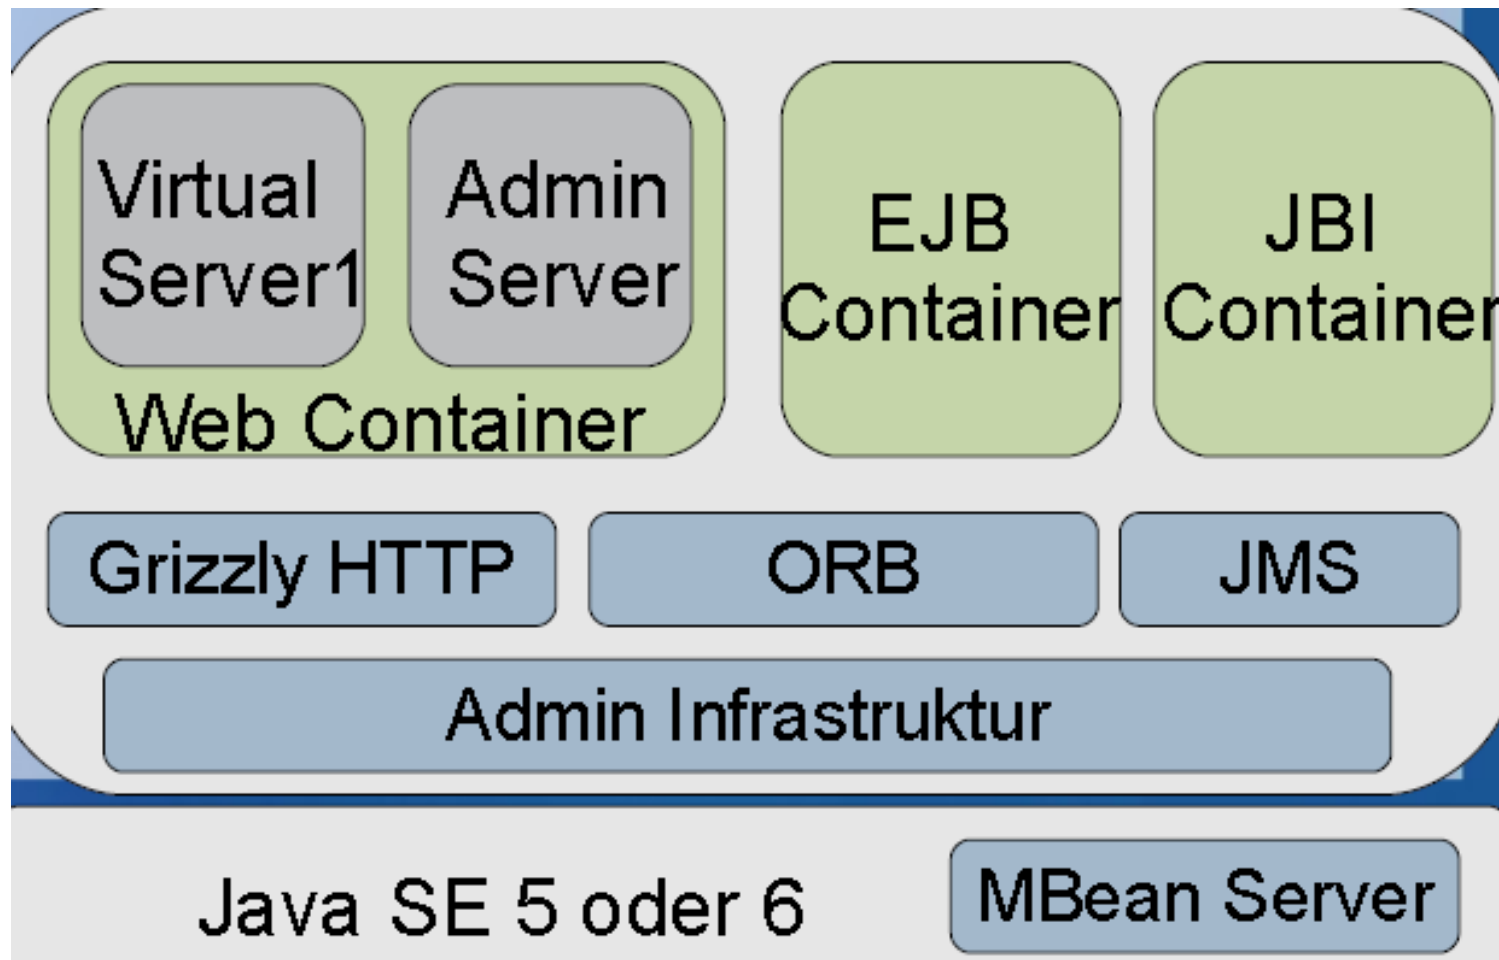 Virtual
Server1
Admin
Server
Web Container
EJB
Container
JBI
Container
Grizzly HTTP
ORB
JMS
Admin Infrastruktur
Java SE 5 oder 6
MBean Server